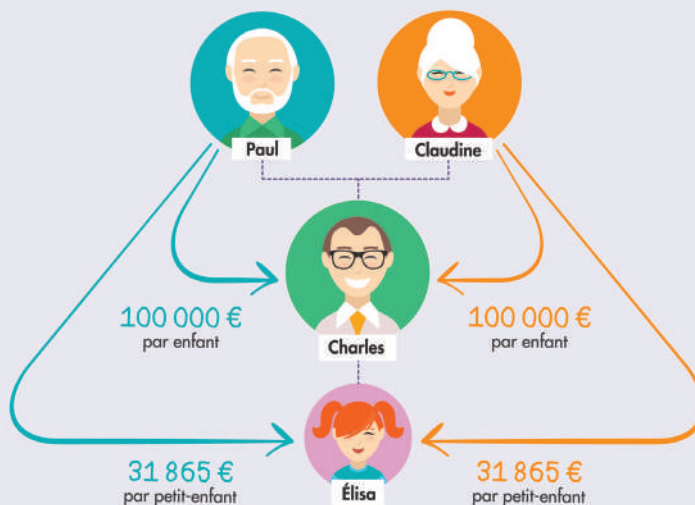 Paul
Claudine
100 000 €
par enfant
100 000 €
par enfant
Charles
31 865 €
par petit-enfant
31 865 €
par petit-enfant
Élisa